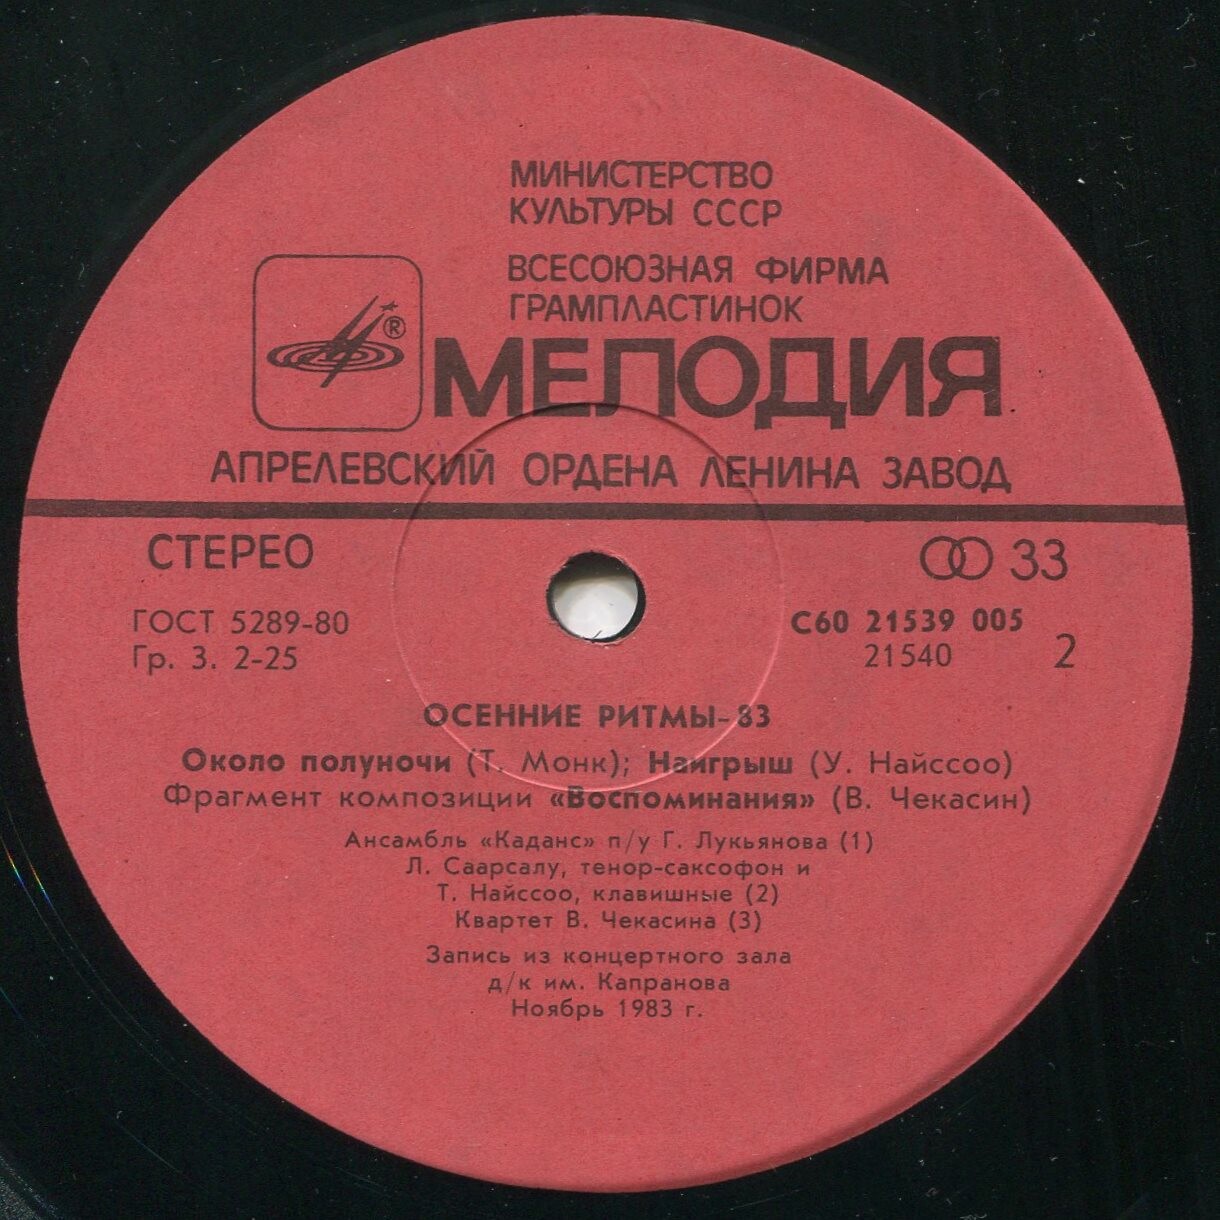 МИНИСТЕРСТВО
КУЛЬТУРЫ СССР
ВСЕСОЮЗНАЯ ФИРМА
ГРАМПЛАСТИНОК
®
МЕЛОДИЯ
АПРЕЛЕВСКИЙ ОРДЕНА ЛЕНИНА ЗАВОД
СТЕРЕО
33
ГОСТ 5289-80
С60 21539 005
Гр. 3. 2-25
21540
2
ОСЕННИЕ РИТМЫ-83
Около полуночи (Т. Монк); Наигрыш (У. Найссоо)
Фрагмент композиции «Воспоминания» (В. Чекасин)
Ансамбль «Каданс» п/у Г. Лукьянова (1)
Л. Саарсалу, тенор-саксофон и
Т. Найссоо, клавишные (2)
Квартет В. Чекасина (3)
Запись из концертного зала
д/к им. Капранова
Ноябрь 1983 г.